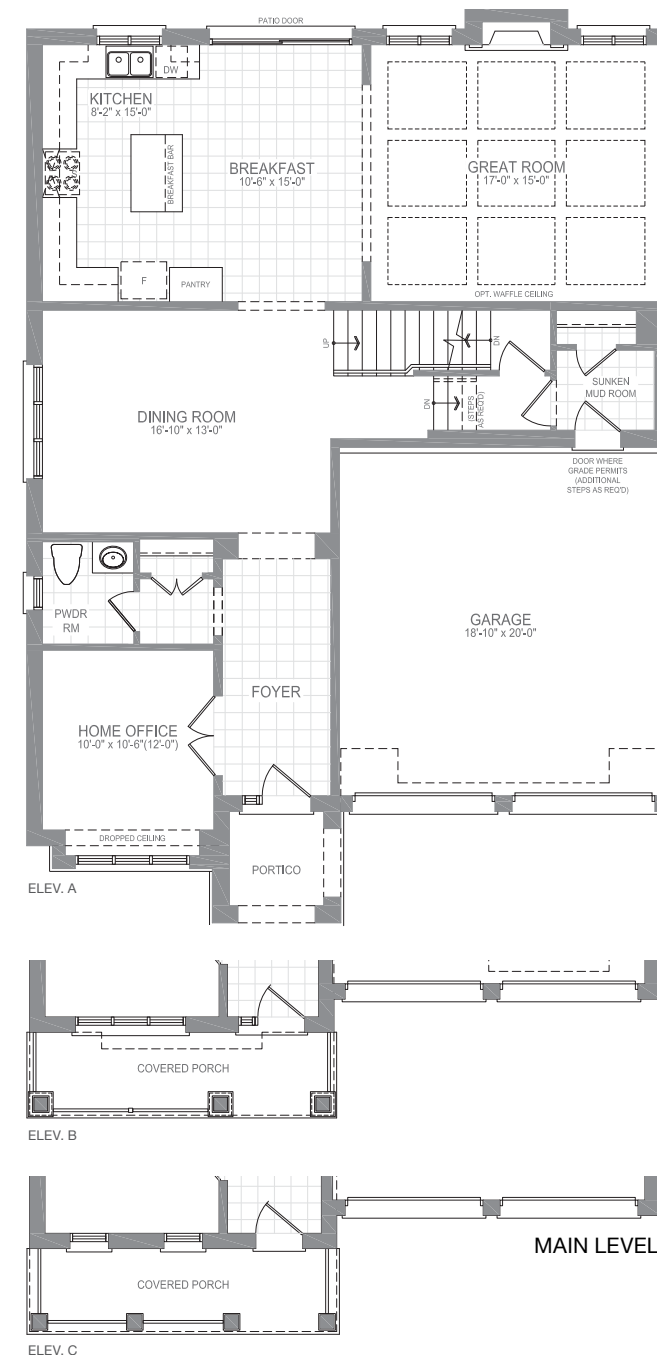 PATIO DOOR
DW
KITCHEN
8'-2" x 15'-0"
BREAKFAST BAR
BREAKFAST
10'-6" x 15'-0"
GREAT ROOM
17'-0" x 15'-0"
F
PANTRY
OPT. WAFFLE CEILING
UP
DN
DN
(STEPS
AS REQ'D)
SUNKEN
MUD ROOM
DINING ROOM
16'-10" x 13'-0"
DOOR WHERE
GRADE PERMITS
(ADDITIONAL
STEPS AS REQ'D)
PWDR
RM
GARAGE
18'-10" x 20'-0"
FOYER
HOME OFFICE
10'-0" x 10'-6"(12'-0")
DROPPED CEILING
PORTICO
ELEV. A
COVERED PORCH
ELEV. B
MAIN LEVEL
COVERED PORCH
ELEV. C